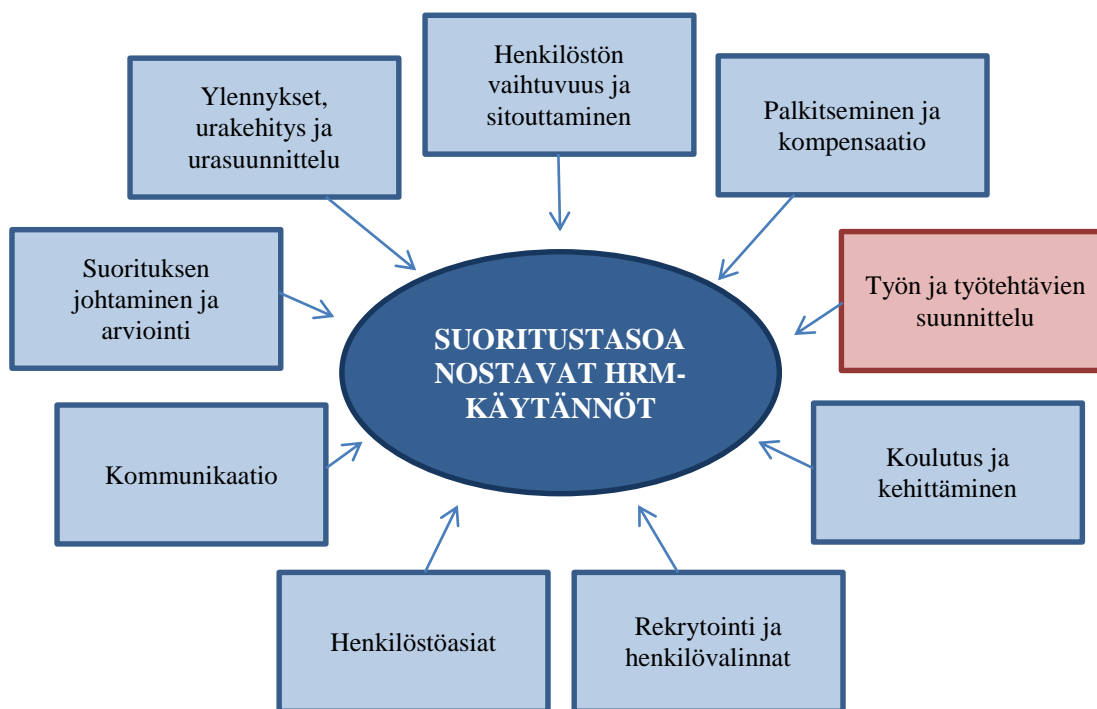 Henkilöstön
vaihtuvuus ja
sitouttaminen
Ylennykset,
urakehitys ja
urasuunnittelu
Palkitseminen ja
kompensaatio
Suorituksen
johtaminen ja
arviointi
Työn ja työtehtävien
suunnittelu
SUORITUSTASOA
NOSTAVAT HRM-
KÄYTÄNNÖT
Kommunikaatio
Koulutus ja
kehittäminen
Henkilöstöasiat
Rekrytointi ja
henkilövalinnat